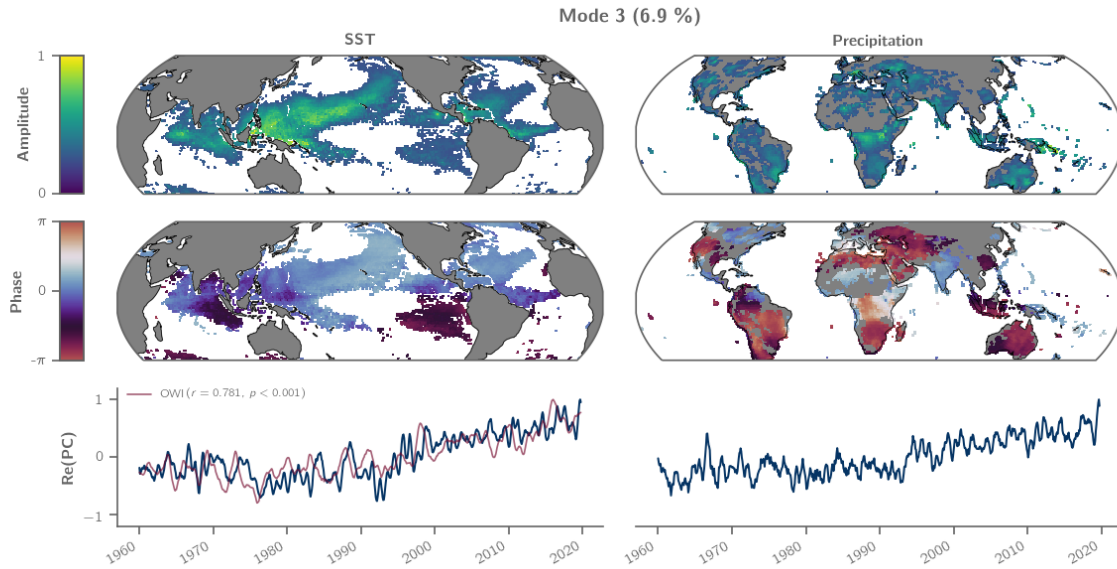 Mode 3 (6.9 %)
SST
Precipitation
1
Amplitude
0
π
Phase
0
-π
OWI (r = 0.781, p < 0.001)
1
Re(PC)
0
−1
1960
1970
1980
1990
2000
2010
2020
1960
1970
1980
1990
2000
2010
2020